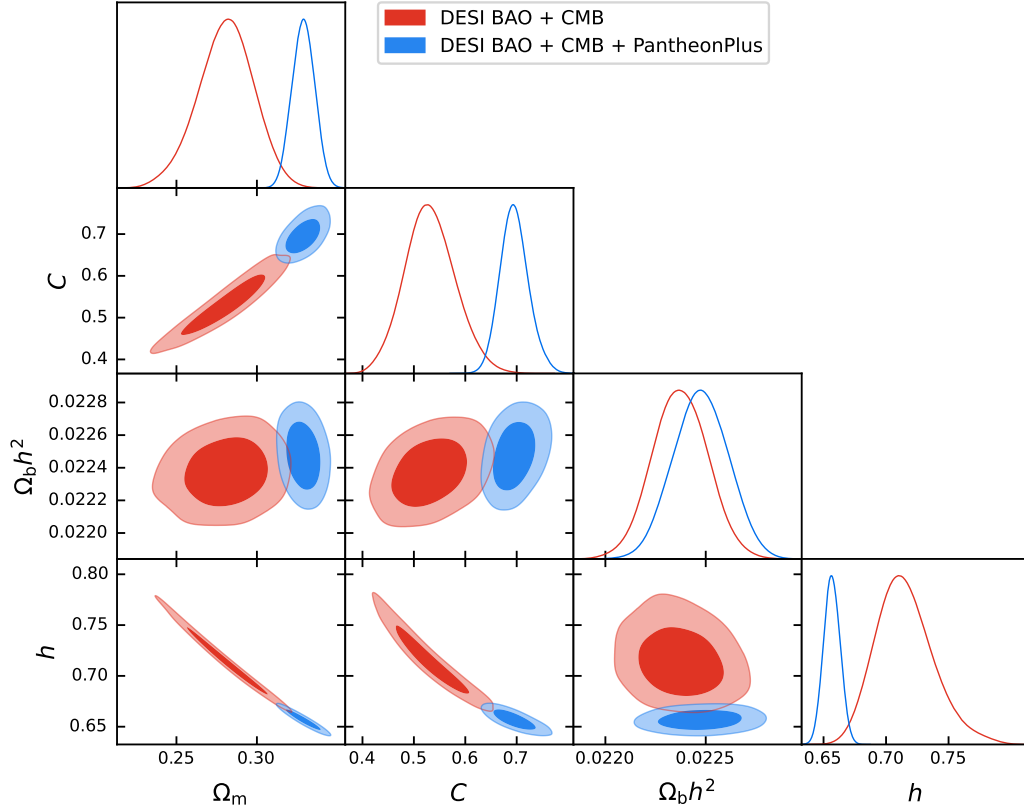 DESI BAO + CMB
DESI BAO + CMB + PantheonPlus
C
0.7
0.6
0.5
0.4
Ω_b h²
0.0228
0.0226
0.0224
0.0222
0.0220
h
0.80
0.75
0.70
0.65
0.25 0.30 0.4 0.5 0.6 0.7 0.0220 0.0225 0.65 0.70 0.75
Ω_m C Ω_b h² h